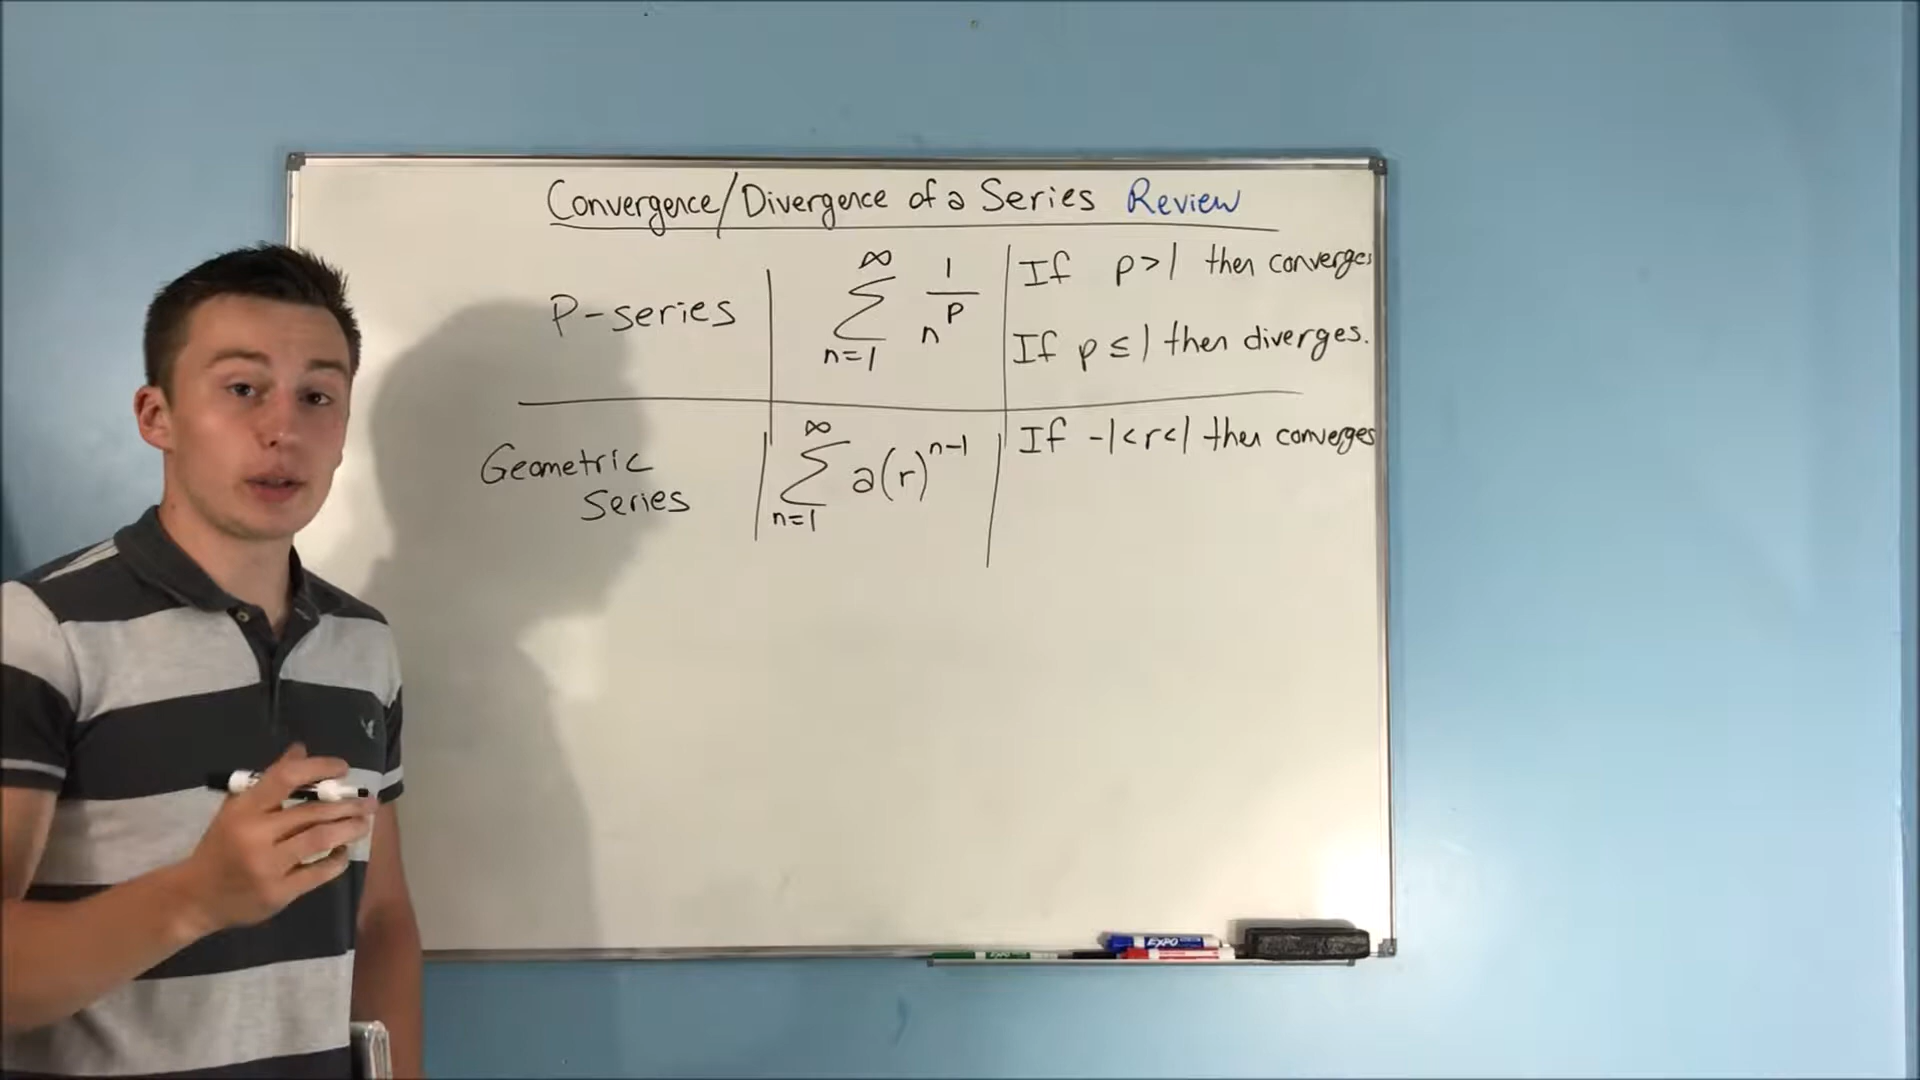 Convergence/Divergence of a Series Review
P-series
∞
∑
n=1
1
n^p
If p>1 then converges
If p ≤ 1 then diverges.
Geometric
Series
∞
∑ a(r)^n-1
n=1
If -1<r<1 then converges
EXPO
EXPO